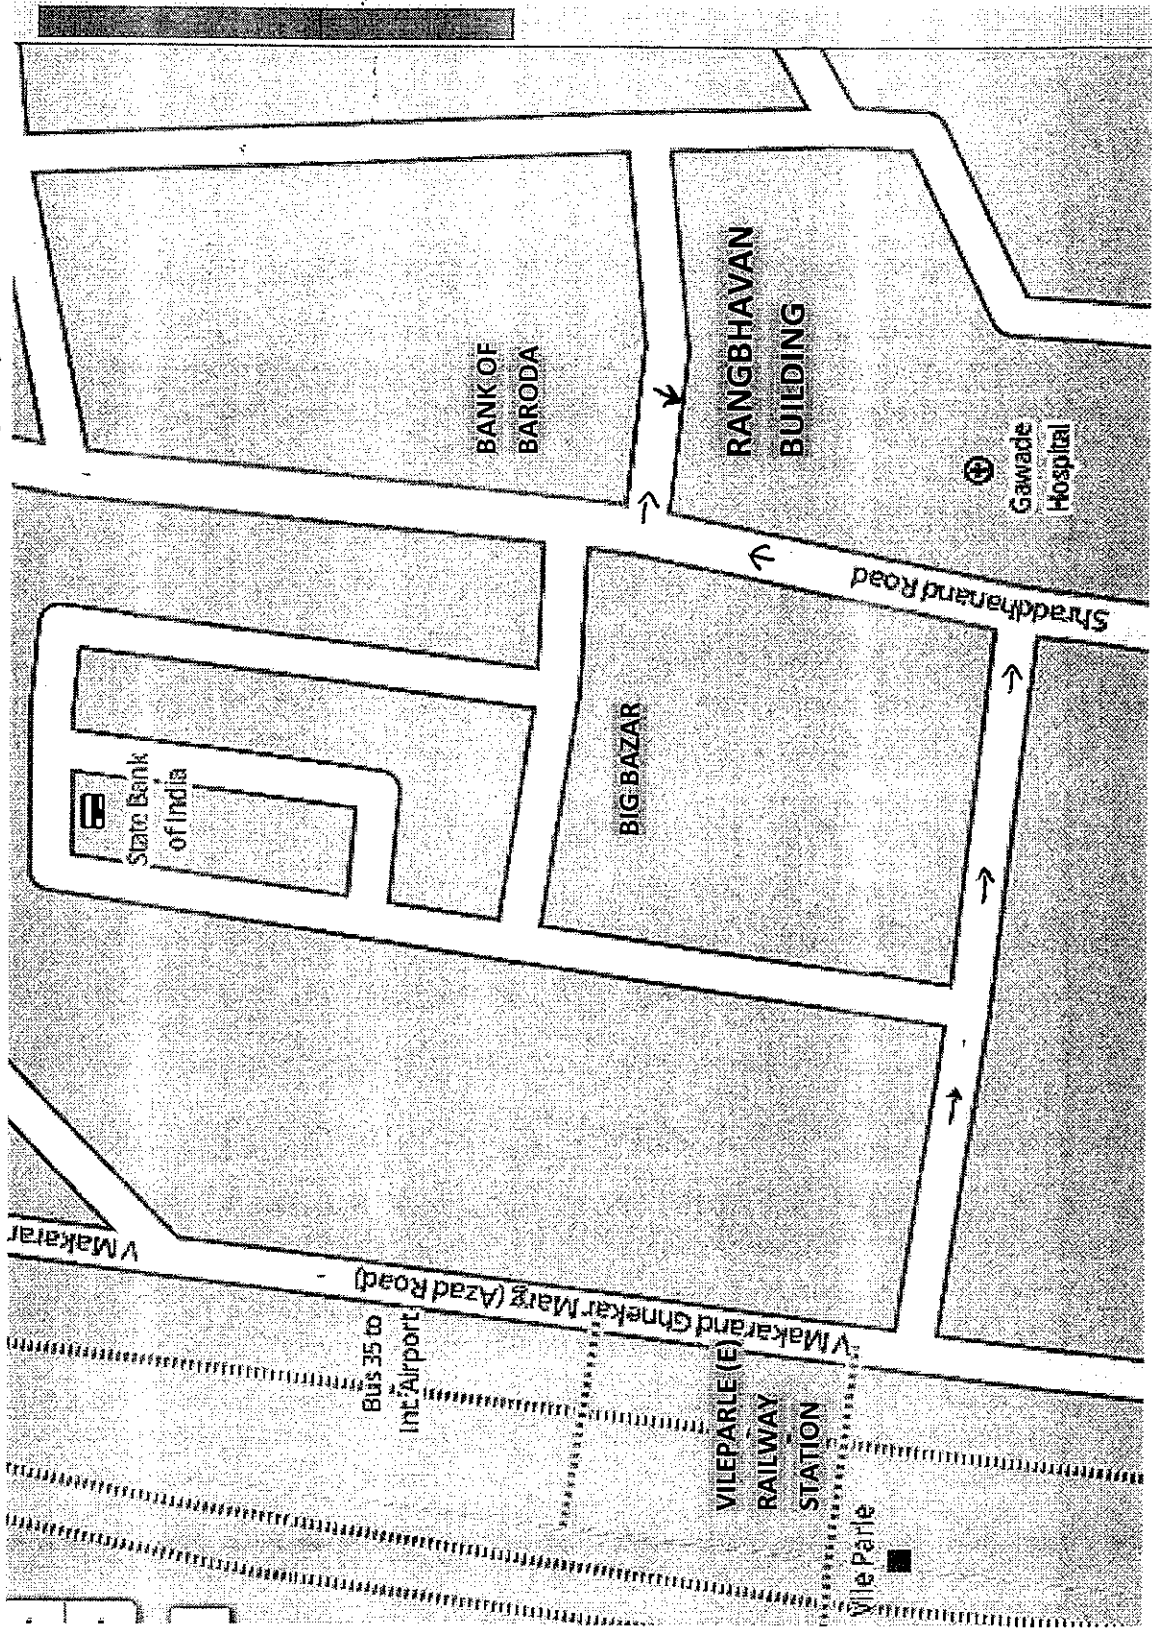 State Bank
of India
BANK OF
BARODA
BIG BAZAR
RANGBHAVAN
BUILDING
Gawade
Hospital
Shraddhanand Road
V Makarar
V Makarand Ghnekar Marg (Azad Road)
Bus 35 to
Int'Airport
VILEPARLE (E)
RAILWAY
STATION
Vile Parle